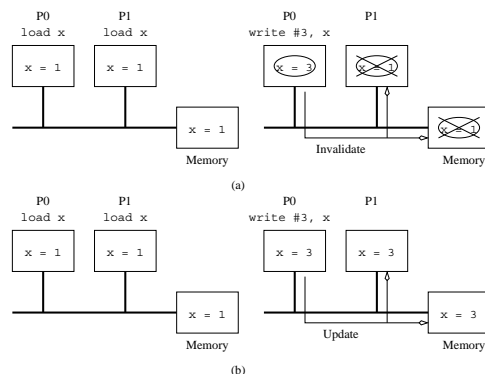 P0 P1 P0 P1
load x load x write #3, x
x = 1 x = 1 x = 3 x = 1
x = 1 x = 1
Invalidate
Memory Memory
(a)
P0 P1 P0 P1
load x load x write #3, x
x = 1 x = 1 x = 3 x = 3
x = 1 x = 3
Update
Memory Memory
(b)